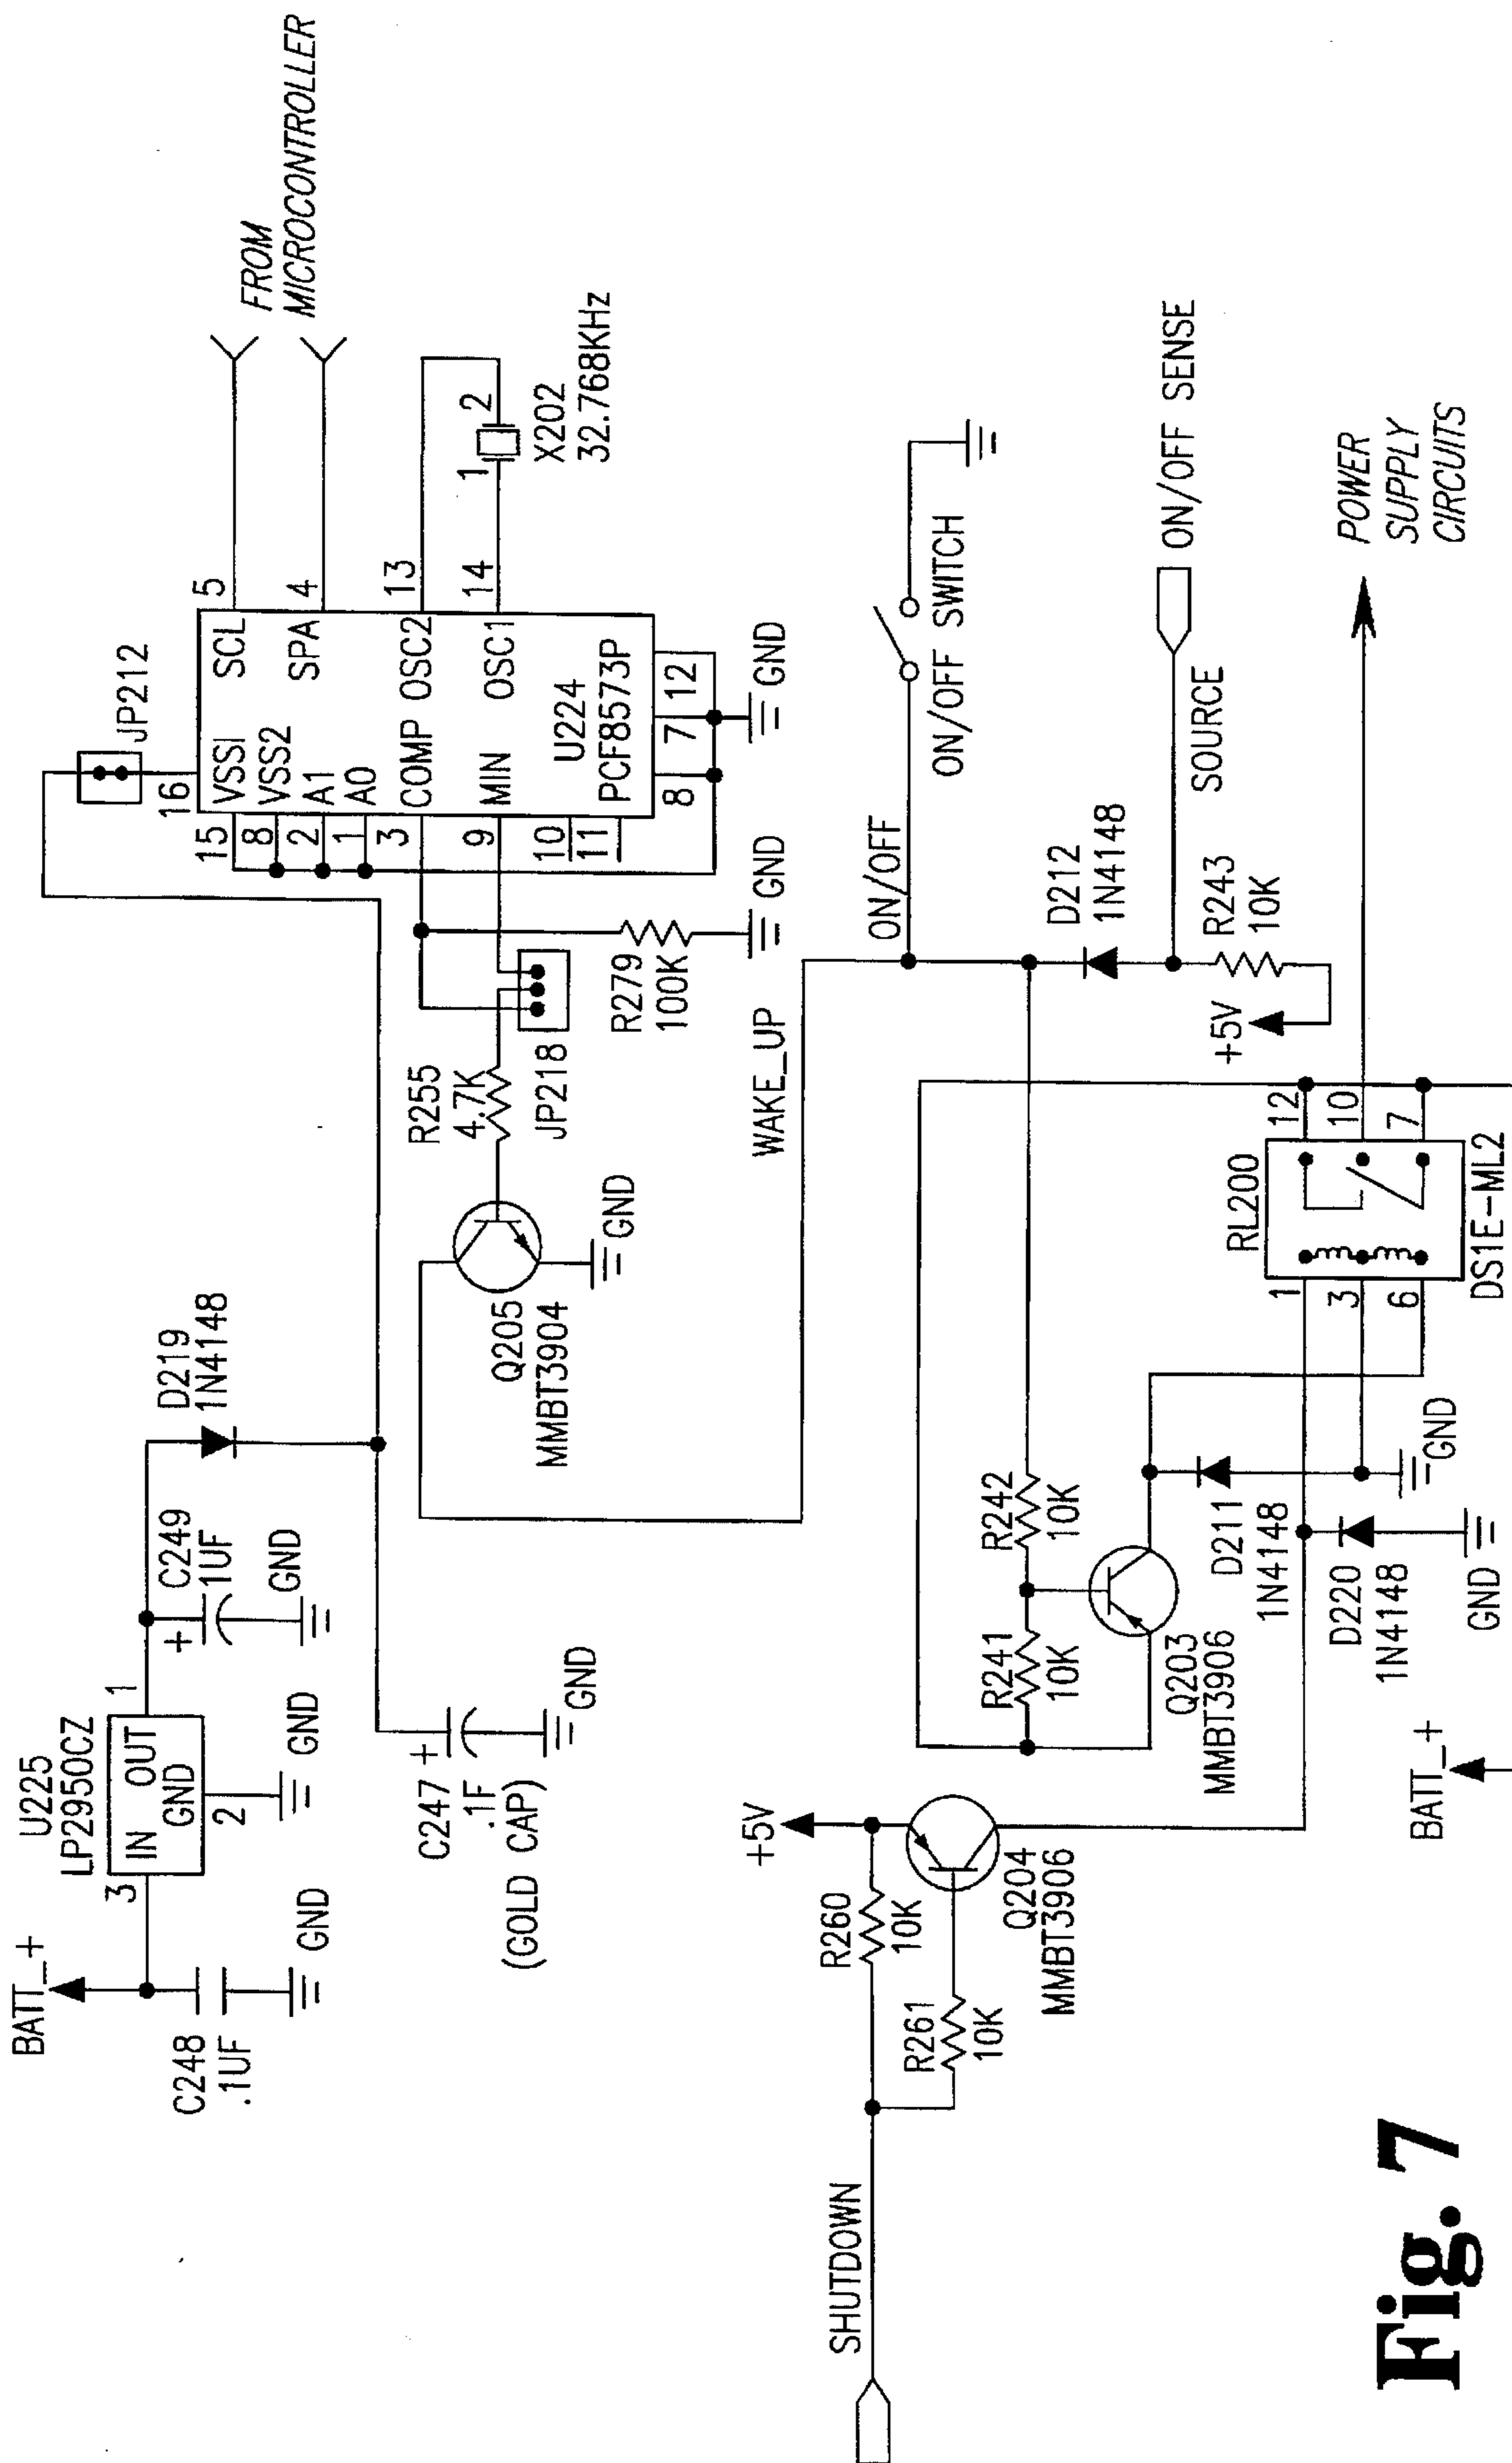 BATT_+
C248
.1UF
GND
3
U225
LP2950CZ
IN OUT
GND
2
GND
1
+
C249
1UF
GND
D219
1N4148
C247
+
.1F
(GOLD CAP)
GND
JP212
16
15
VSSI
8
VSS2
2
A1
1
A0
3
COMP
9
MIN
10
11
SCL
5
SPA
4
OSC2
13
OSC1
14
U224
PCF8573P
8
7
12
GND
FROM
MICROCONTROLLER
1
2
X202
32.768KHz
R255
4.7K
JP218
R279
100K
GND
Q205
MMBT3904
GND
WAKE_UP
ON/OFF
ON/OFF SWITCH
D212
1N4148
SOURCE
ON/OFF SENSE
R243
10K
+5V
SHUTDOWN
R260
10K
R261
10K
+5V
Q204
MMBT3906
R241
10K
R242
10K
Q203
MMBT3906
D211
1N4148
GND
D220
1N4148
GND
RL200
1
3
6
12
10
7
DS1E-ML2
POWER
SUPPLY
CIRCUITS
BATT_+
Fig. 7